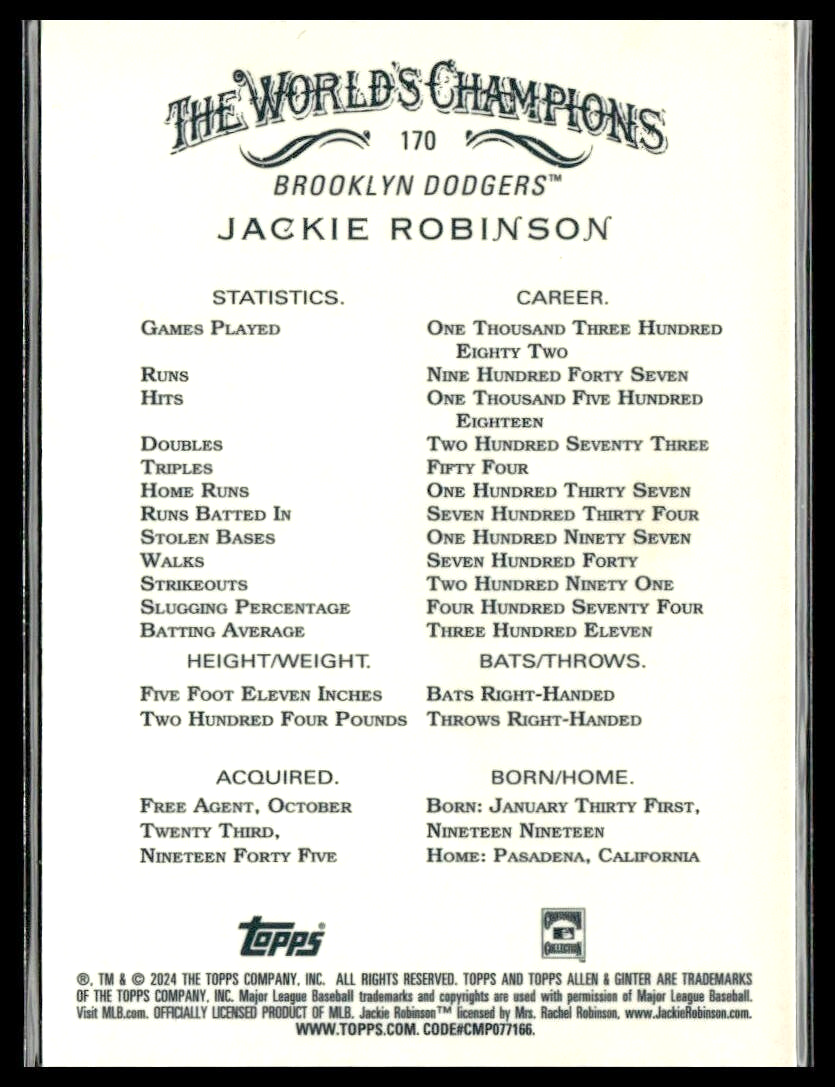 THE WORLD'S CHAMPIONS
170
BROOKLYN DODGERS™
JACKIE ROBINSON
STATISTICS. CAREER.
GAMES PLAYED ONE THOUSAND THREE HUNDRED
EIGHTY TWO
RUNS NINE HUNDRED FORTY SEVEN
HITS ONE THOUSAND FIVE HUNDRED
EIGHTEEN
DOUBLES TWO HUNDRED SEVENTY THREE
TRIPLES FIFTY FOUR
HOME RUNS ONE HUNDRED THIRTY SEVEN
RUNS BATTED IN SEVEN HUNDRED THIRTY FOUR
STOLEN BASES ONE HUNDRED NINETY SEVEN
WALKS SEVEN HUNDRED FORTY
STRIKEOUTS TWO HUNDRED NINETY ONE
SLUGGING PERCENTAGE FOUR HUNDRED SEVENTY FOUR
BATTING AVERAGE THREE HUNDRED ELEVEN
HEIGHT/WEIGHT. BATS/THROWS.
FIVE FOOT ELEVEN INCHES BATS RIGHT-HANDED
TWO HUNDRED FOUR POUNDS THROWS RIGHT-HANDED
ACQUIRED. BORN/HOME.
FREE AGENT, OCTOBER BORN: JANUARY THIRTY FIRST,
TWENTY THIRD, NINETEEN NINETEEN
NINETEEN FORTY FIVE HOME: PASADENA, CALIFORNIA
Topps® COOPERSTOWN
COLLECTION™
®, TM & © 2024 THE TOPPS COMPANY, INC. ALL RIGHTS RESERVED. TOPPS AND TOPPS ALLEN & GINTER ARE TRADEMARKS
OF THE TOPPS COMPANY, INC. Major League Baseball trademarks and copyrights are used with permission of Major League Baseball.
Visit MLB.com. OFFICIALLY LICENSED PRODUCT OF MLB. Jackie Robinson™ licensed by Mrs. Rachel Robinson, www.JackieRobinson.com.
WWW.TOPPS.COM. CODE#CMP077166.